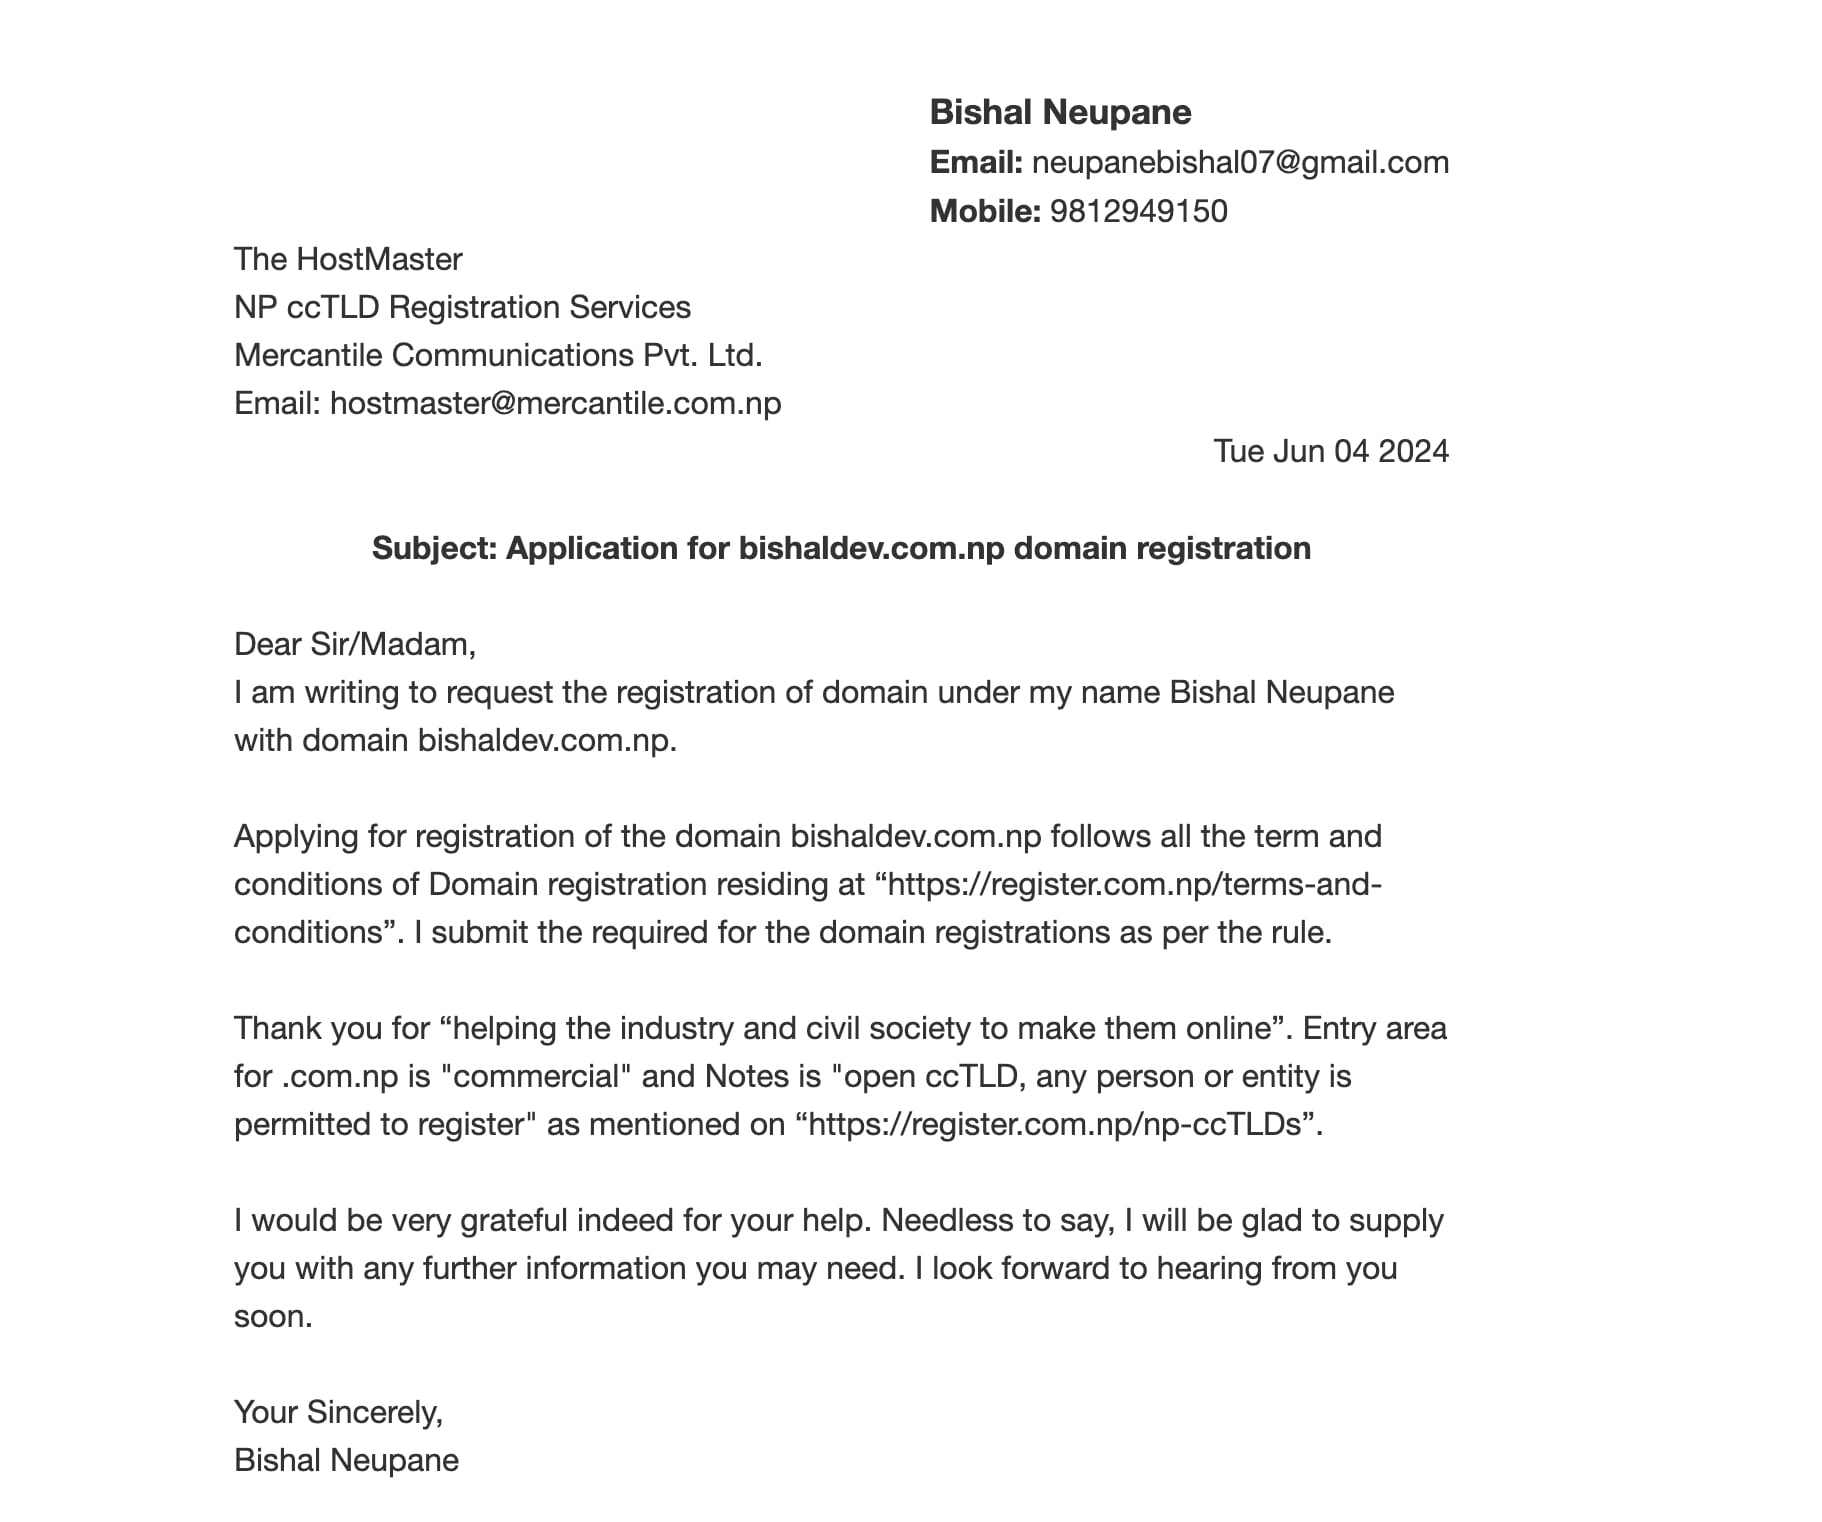 Bishal Neupane
Email: neupanebishal07@gmail.com
Mobile: 9812949150
The HostMaster
NP ccTLD Registration Services
Mercantile Communications Pvt. Ltd.
Email: hostmaster@mercantile.com.np
Tue Jun 04 2024
Subject: Application for bishaldev.com.np domain registration
Dear Sir/Madam,
I am writing to request the registration of domain under my name Bishal Neupane
with domain bishaldev.com.np.
Applying for registration of the domain bishaldev.com.np follows all the term and
conditions of Domain registration residing at “https://register.com.np/terms-and-
conditions”. I submit the required for the domain registrations as per the rule.
Thank you for “helping the industry and civil society to make them online”. Entry area
for .com.np is "commercial" and Notes is "open ccTLD, any person or entity is
permitted to register" as mentioned on “https://register.com.np/np-ccTLDs”.
I would be very grateful indeed for your help. Needless to say, I will be glad to supply
you with any further information you may need. I look forward to hearing from you
soon.
Your Sincerely,
Bishal Neupane